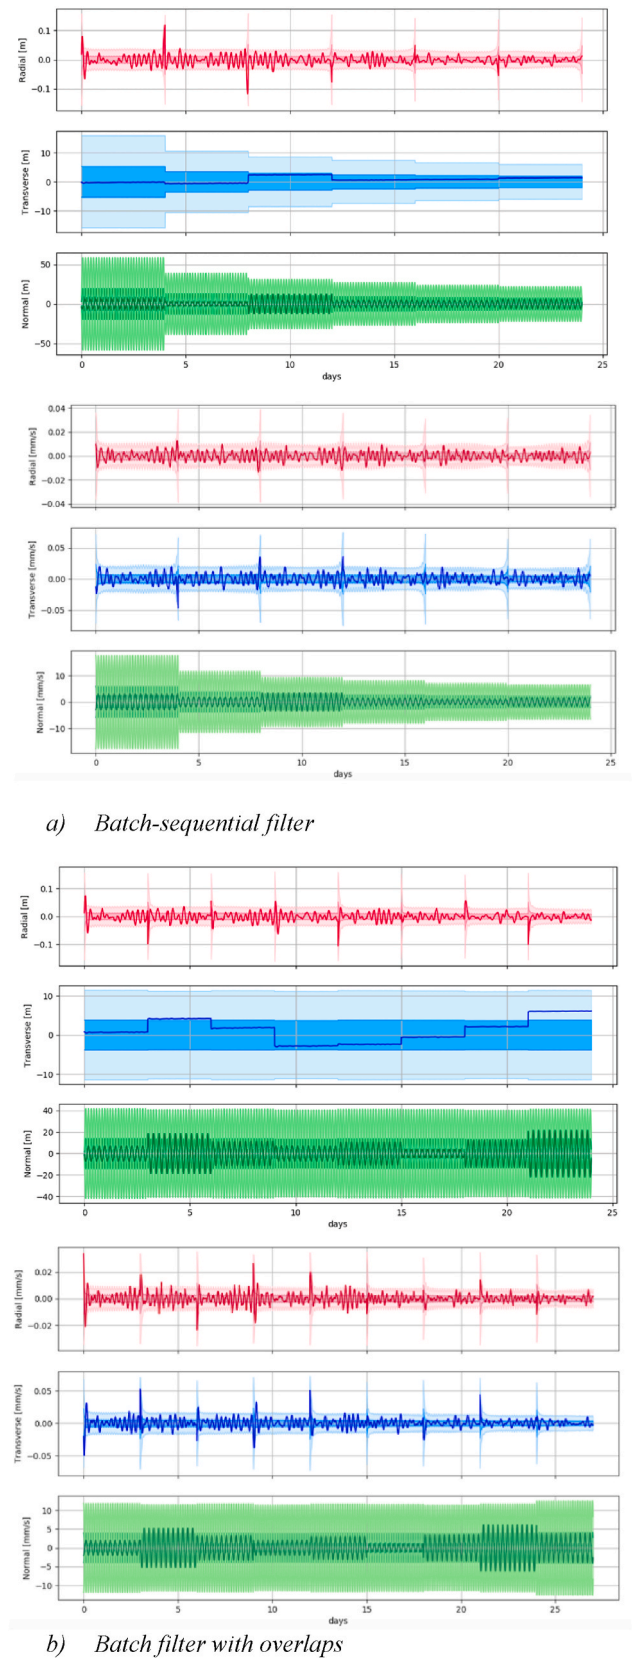 Radial [m]
0.1
0.0
−0.1
Transverse [m]
10
0
−10
Normal [m]
50
0
−50
0 5 10 15 20 25
days
Radial [mm/s]
0.04
0.02
0.00
−0.02
−0.04
Transverse [mm/s]
0.05
0.00
−0.05
Normal [mm/s]
10
0
−10
0 5 10 15 20 25
days
a) Batch-sequential filter
Radial [m]
0.1
0.0
−0.1
Transverse [m]
10
0
−10
Normal [m]
40
20
0
−20
−40
0 5 10 15 20 25
days
Radial [mm/s]
0.02
0.00
−0.02
Transverse [mm/s]
0.05
0.00
−0.05
Normal [mm/s]
10
5
0
−5
−10
0 5 10 15 20 25
days
b) Batch filter with overlaps